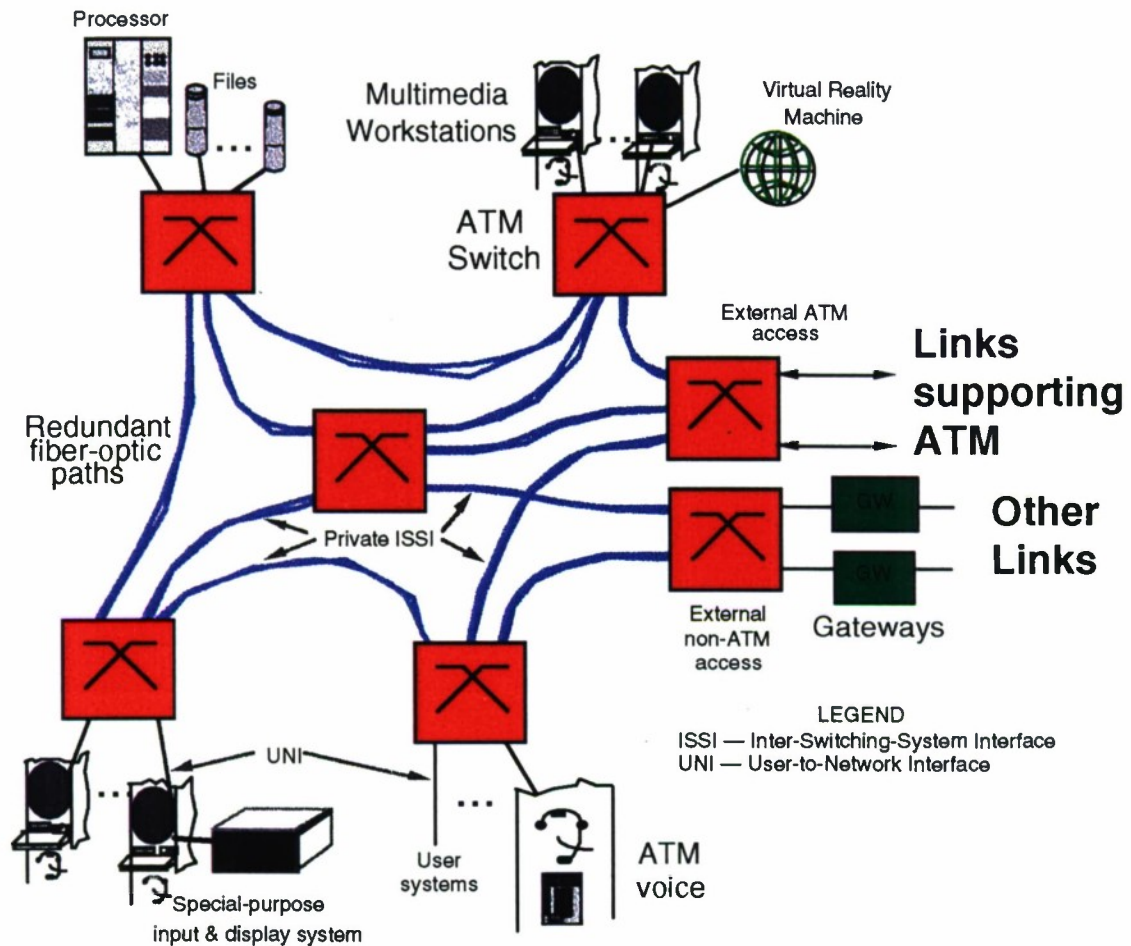 Processor
Files
Multimedia
Workstations
Virtual Reality
Machine
ATM
Switch
External ATM
access
Links
supporting
ATM
Redundant
fiber-optic
paths
Private ISSI
GW
Other
Links
GW
External
non-ATM
access
Gateways
LEGEND
ISSI — Inter-Switching-System Interface
UNI — User-to-Network Interface
UNI
User
systems
ATM
voice
Special-purpose
input & display system